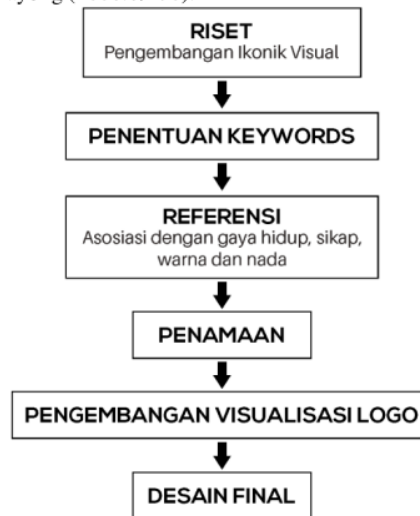 RISET
Pengembangan Ikonik Visual
PENENTUAN KEYWORDS
REFERENSI
Asosiasi dengan gaya hidup, sikap,
warna dan nada
PENAMAAN
PENGEMBANGAN VISUALISASI LOGO
DESAIN FINAL